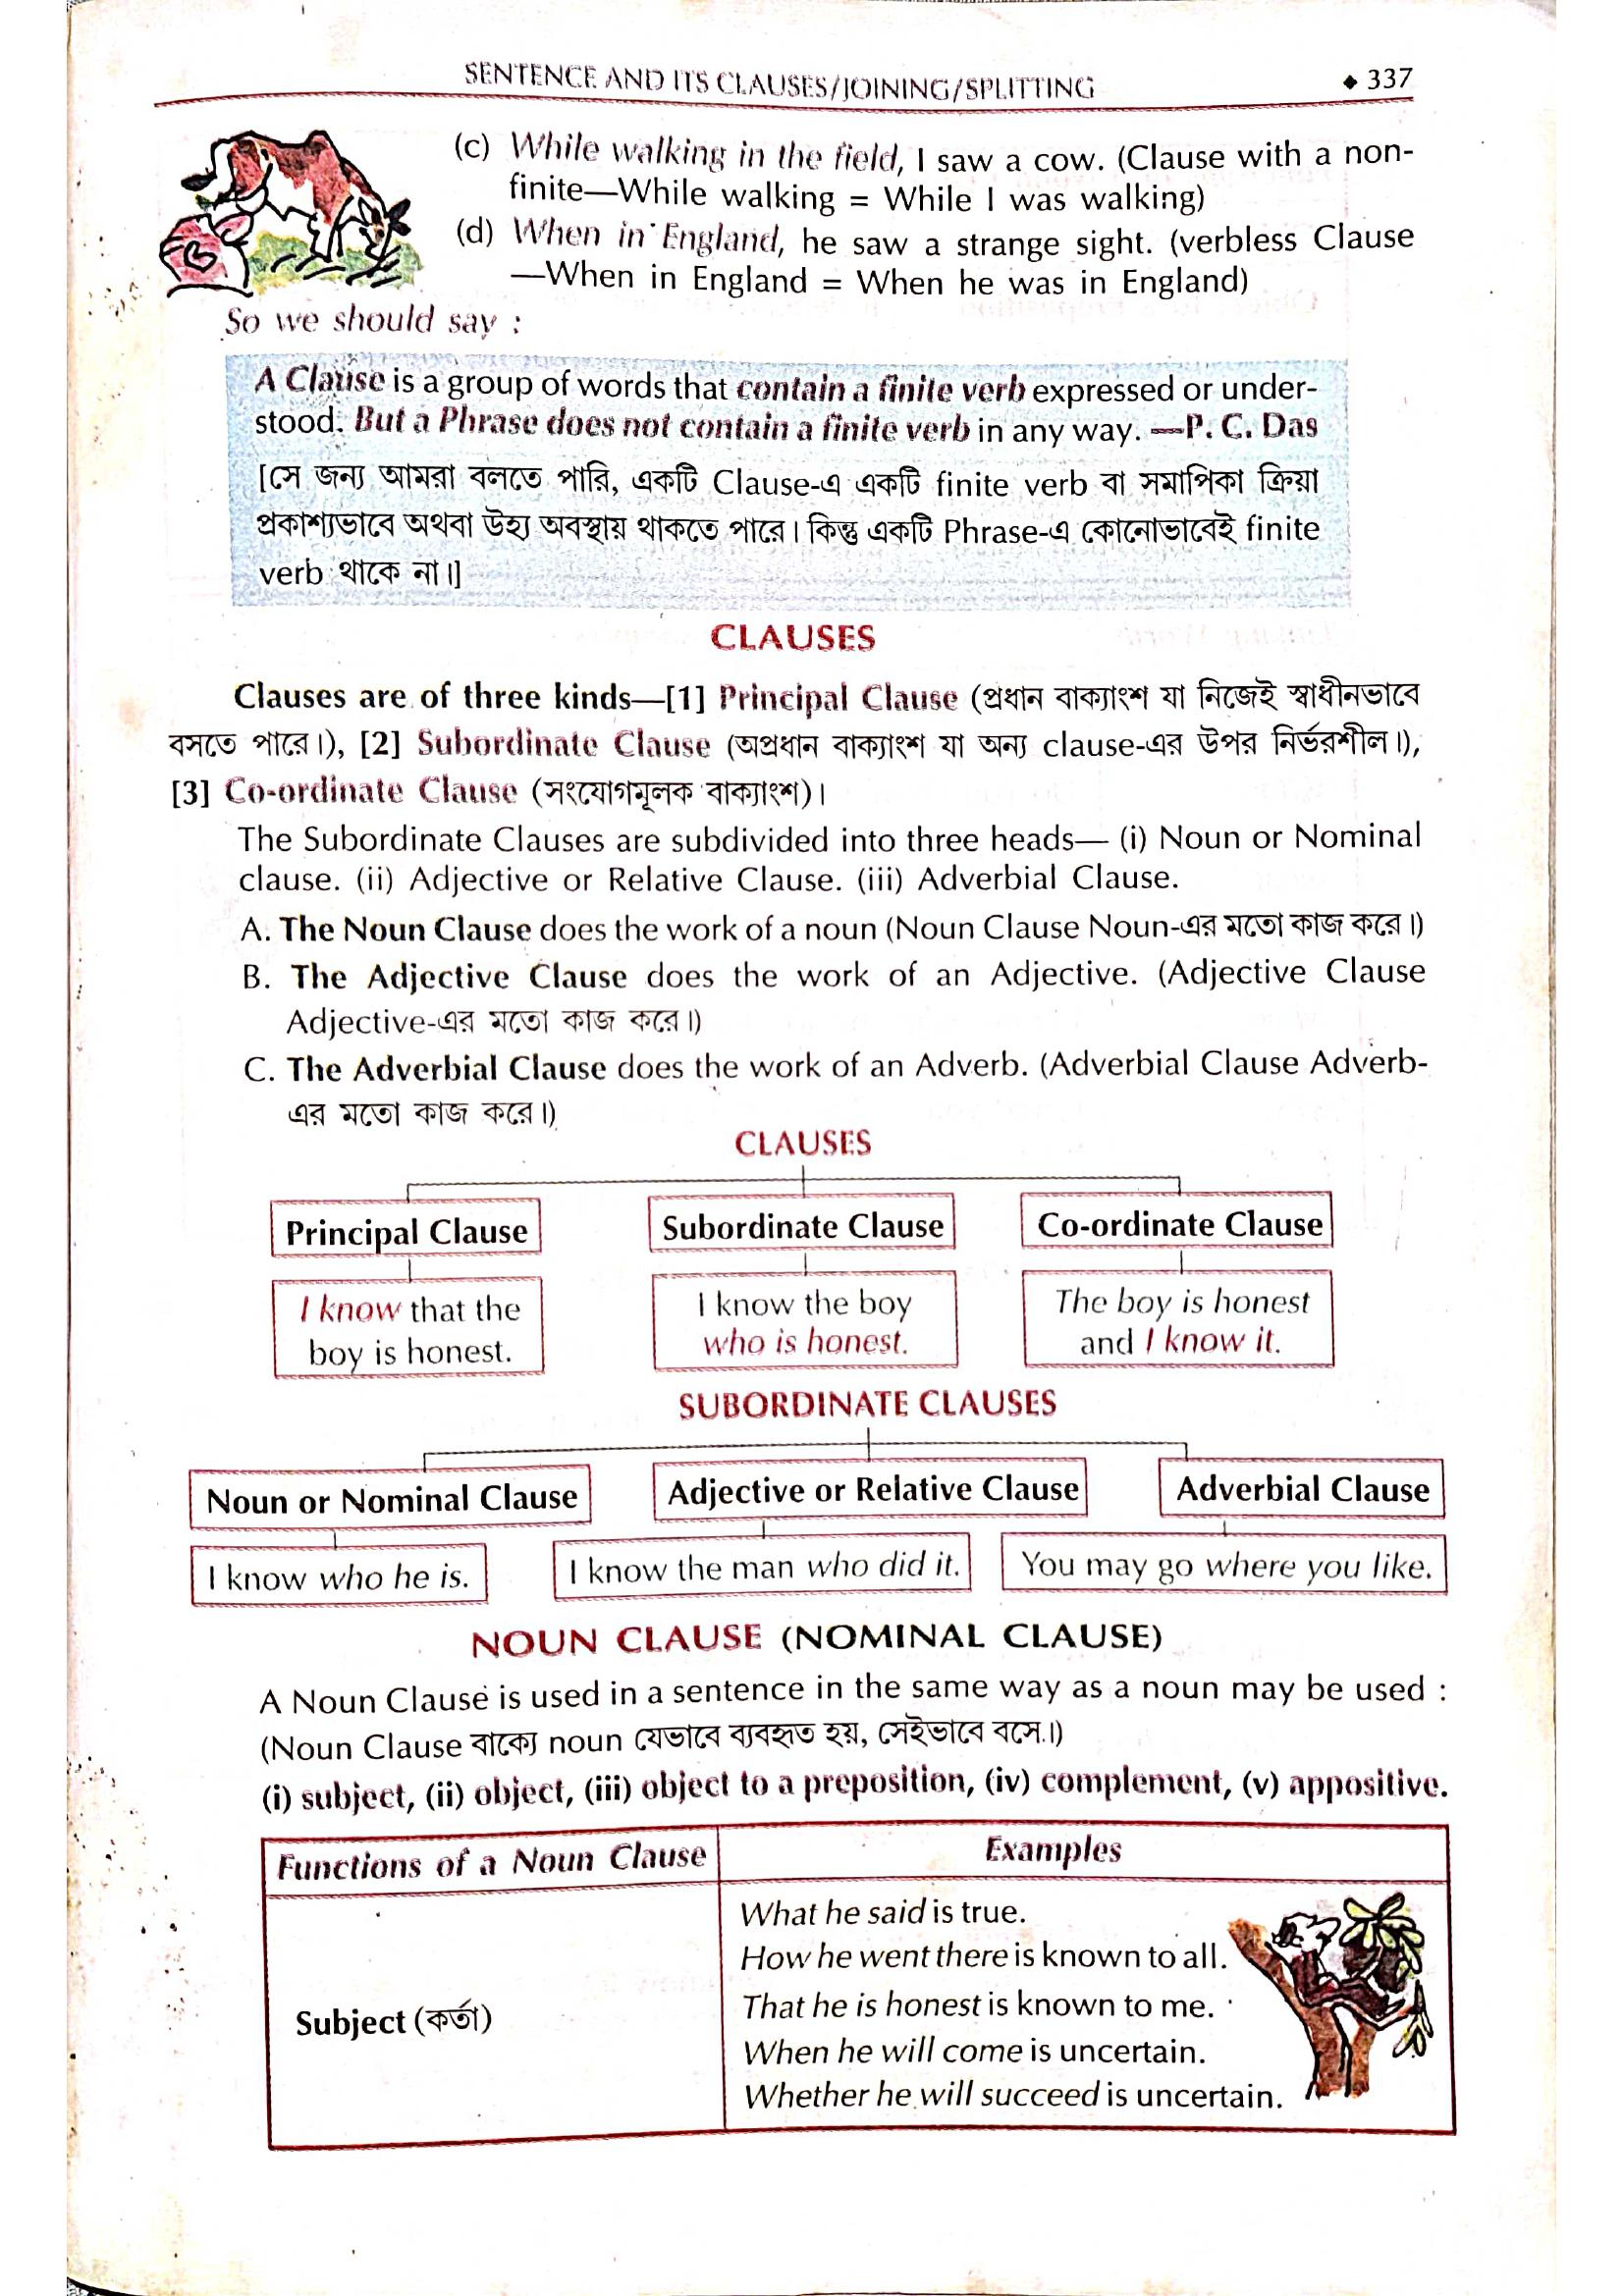 SENTENCE AND ITS CLAUSES/JOINING/SPLITTING ◆ 337
(c) While walking in the field, I saw a cow. (Clause with a non-
finite—While walking = While I was walking)
(d) When in England, he saw a strange sight. (verbless Clause
—When in England = When he was in England)
So we should say :
A Clause is a group of words that contain a finite verb expressed or under-
stood. But a Phrase does not contain a finite verb in any way. —P. C. Das
[সে জন্য আমরা বলতে পারি, একটি Clause-এ একটি finite verb বা সমাপিকা ক্রিয়া
প্রকাশ্যভাবে অথবা উহ্য অবস্থায় থাকতে পারে। কিন্তু একটি Phrase-এ কোনোভাবেই finite
verb থাকে না।]
CLAUSES
Clauses are of three kinds—[1] Principal Clause (প্রধান বাক্যাংশ যা নিজেই স্বাধীনভাবে
বসতে পারে।), [2] Subordinate Clause (অপ্রধান বাক্যাংশ যা অন্য clause-এর উপর নির্ভরশীল।),
[3] Co-ordinate Clause (সংযোগমূলক বাক্যাংশ)।
The Subordinate Clauses are subdivided into three heads— (i) Noun or Nominal
clause. (ii) Adjective or Relative Clause. (iii) Adverbial Clause.
A. The Noun Clause does the work of a noun (Noun Clause Noun-এর মতো কাজ করে।)
B. The Adjective Clause does the work of an Adjective. (Adjective Clause
Adjective-এর মতো কাজ করে।)
C. The Adverbial Clause does the work of an Adverb. (Adverbial Clause Adverb-
এর মতো কাজ করে।)
CLAUSES
Principal Clause
Subordinate Clause
Co-ordinate Clause
I know that the
boy is honest.
I know the boy
who is honest.
The boy is honest
and I know it.
SUBORDINATE CLAUSES
Noun or Nominal Clause
Adjective or Relative Clause
Adverbial Clause
I know who he is.
I know the man who did it.
You may go where you like.
NOUN CLAUSE (NOMINAL CLAUSE)
A Noun Clause is used in a sentence in the same way as a noun may be used :
(Noun Clause বাক্যে noun যেভাবে ব্যবহৃত হয়, সেইভাবে বসে।)
(i) subject, (ii) object, (iii) object to a preposition, (iv) complement, (v) appositive.
Functions of a Noun Clause
Examples
Subject (কর্তা)
What he said is true.
How he went there is known to all.
That he is honest is known to me.
When he will come is uncertain.
Whether he will succeed is uncertain.